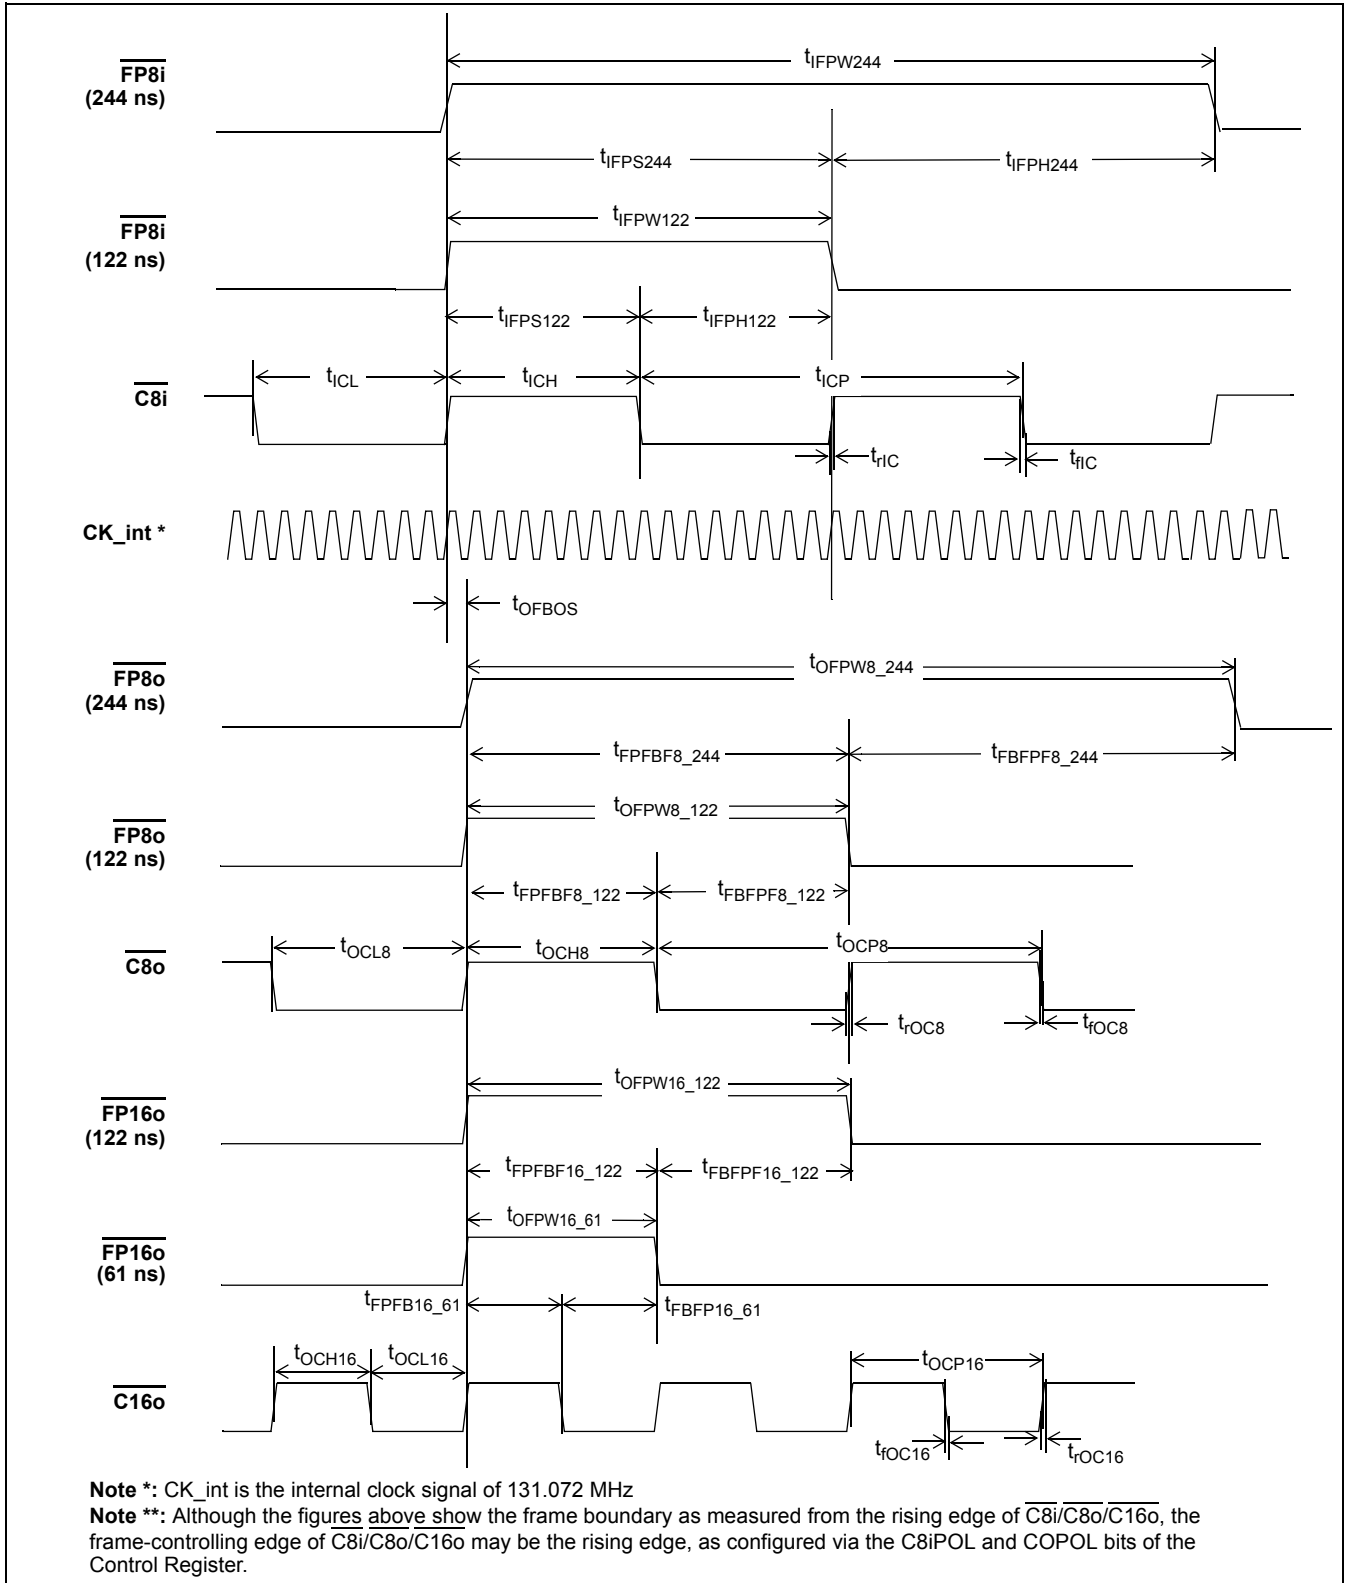 tIFPW244
FP8i
(244 ns)
tIFPS244
tIFPH244
tIFPW122
FP8i
(122 ns)
tIFPS122
tIFPH122
tICL
tICH
tICP
C8i
trIC
tfIC
CK_int *
tOFBOS
tOFPW8_244
FP8o
(244 ns)
tFPFBF8_244
tFBFPF8_244
tOFPW8_122
FP8o
(122 ns)
tFPFBF8_122
tFBFPF8_122
tOCL8
tOCH8
tOCP8
C8o
trOC8
tfOC8
tOFPW16_122
FP16o
(122 ns)
tFPFBF16_122
tFBFPF16_122
tOFPW16_61
FP16o
(61 ns)
tFPFB16_61
tFBFP16_61
tOCH16
tOCL16
tOCP16
C16o
tfOC16
trOC16
Note *: CK_int is the internal clock signal of 131.072 MHz
Note **: Although the figures above show the frame boundary as measured from the rising edge of C8i/C8o/C16o, the
frame-controlling edge of C8i/C8o/C16o may be the rising edge, as configured via the C8iPOL and COPOL bits of the
Control Register.